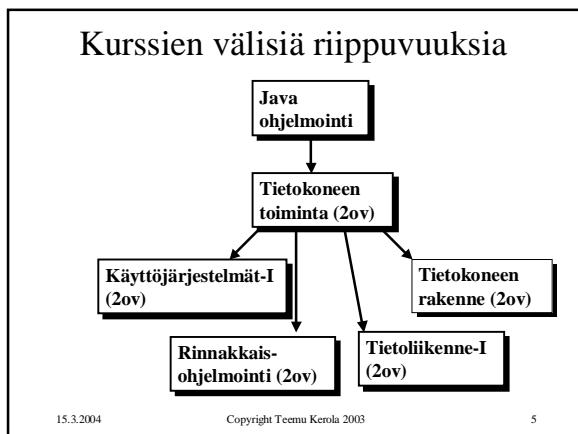 Kurssien välisiä riippuvuuksia
Java
ohjelmointi
Tietokoneen
toiminta (2ov)
Käyttöjärjestelmät-I
(2ov)
Tietokoneen
rakenne (2ov)
Rinnakkais-
ohjelmointi (2ov)
Tietoliikenne-I
(2ov)
15.3.2004
Copyright Teemu Kerola 2003
5